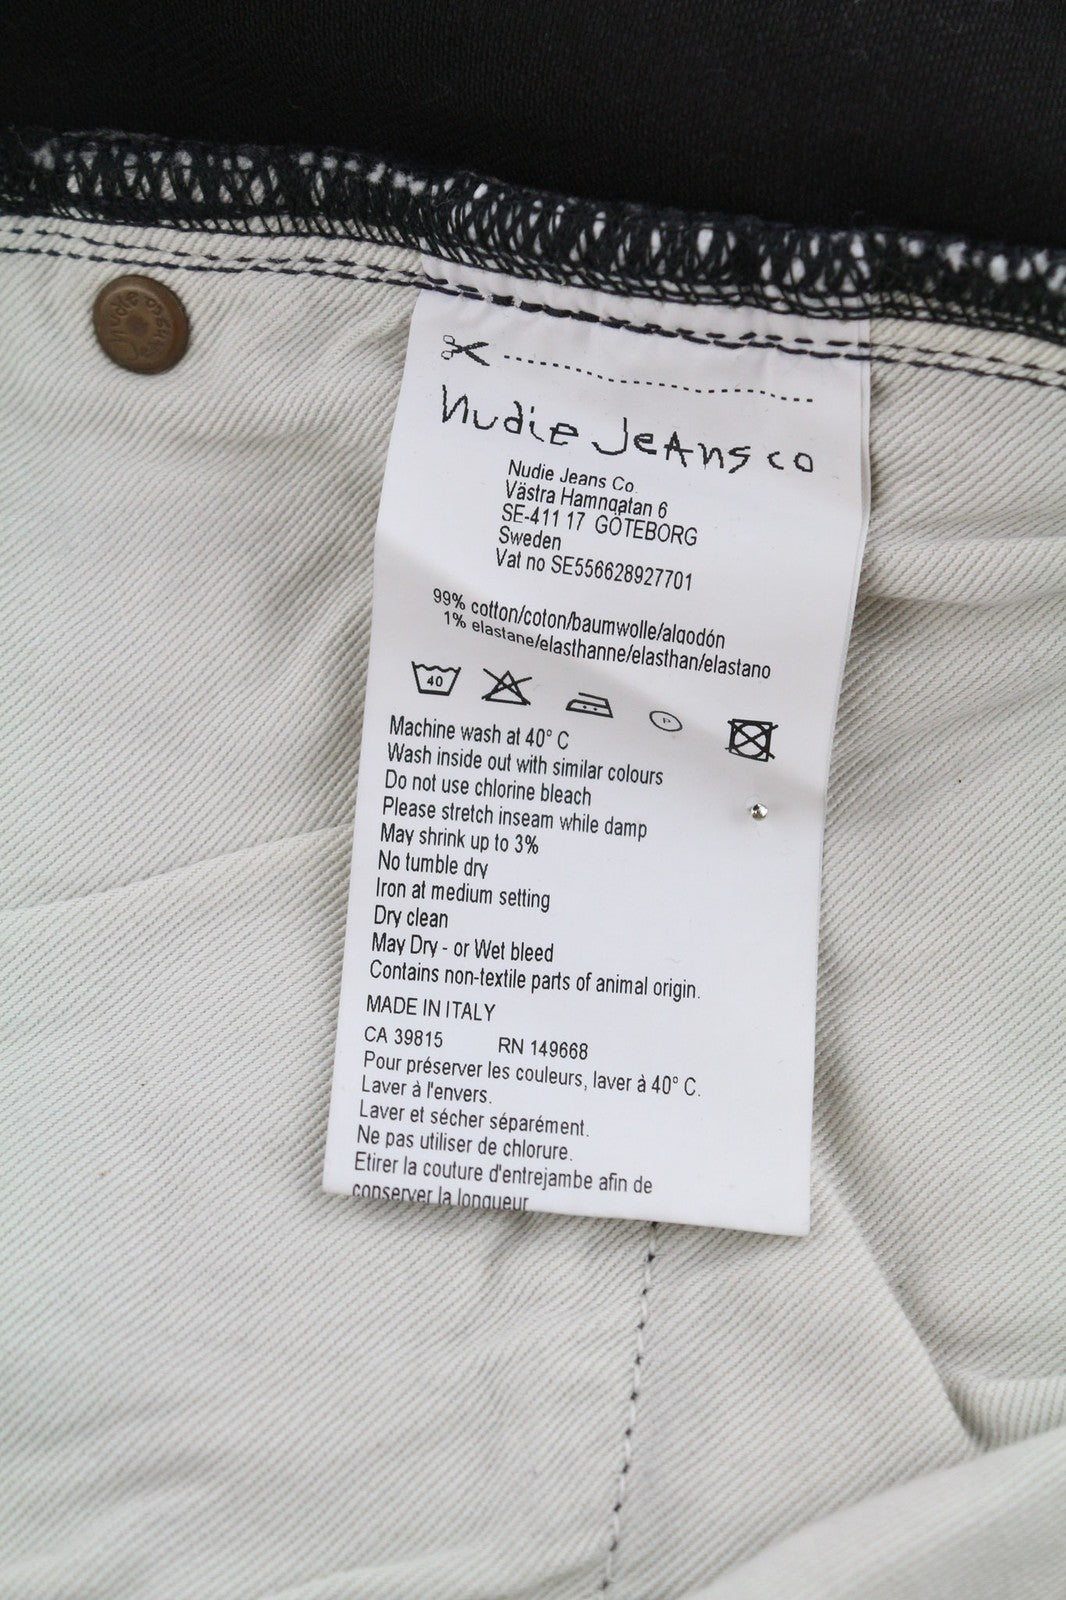 Nudie Jeans co
Nudie Jeans Co.
Västra Hamngatan 6
SE-411 17 GÖTEBORG
Sweden
Vat no SE556628927701
99% cotton/coton/baumwolle/algodón
1% elastane/elasthanne/elasthan/elastano
40
P
Machine wash at 40° C
Wash inside out with similar colours
Do not use chlorine bleach
Please stretch inseam while damp
May shrink up to 3%
No tumble dry
Iron at medium setting
Dry clean
May Dry - or Wet bleed
Contains non-textile parts of animal origin.
MADE IN ITALY
CA 39815 RN 149668
Pour préserver les couleurs, laver à 40° C.
Laver à l'envers.
Laver et sécher séparément.
Ne pas utiliser de chlorure.
Etirer la couture d'entrejambe afin de
conserver la longueur